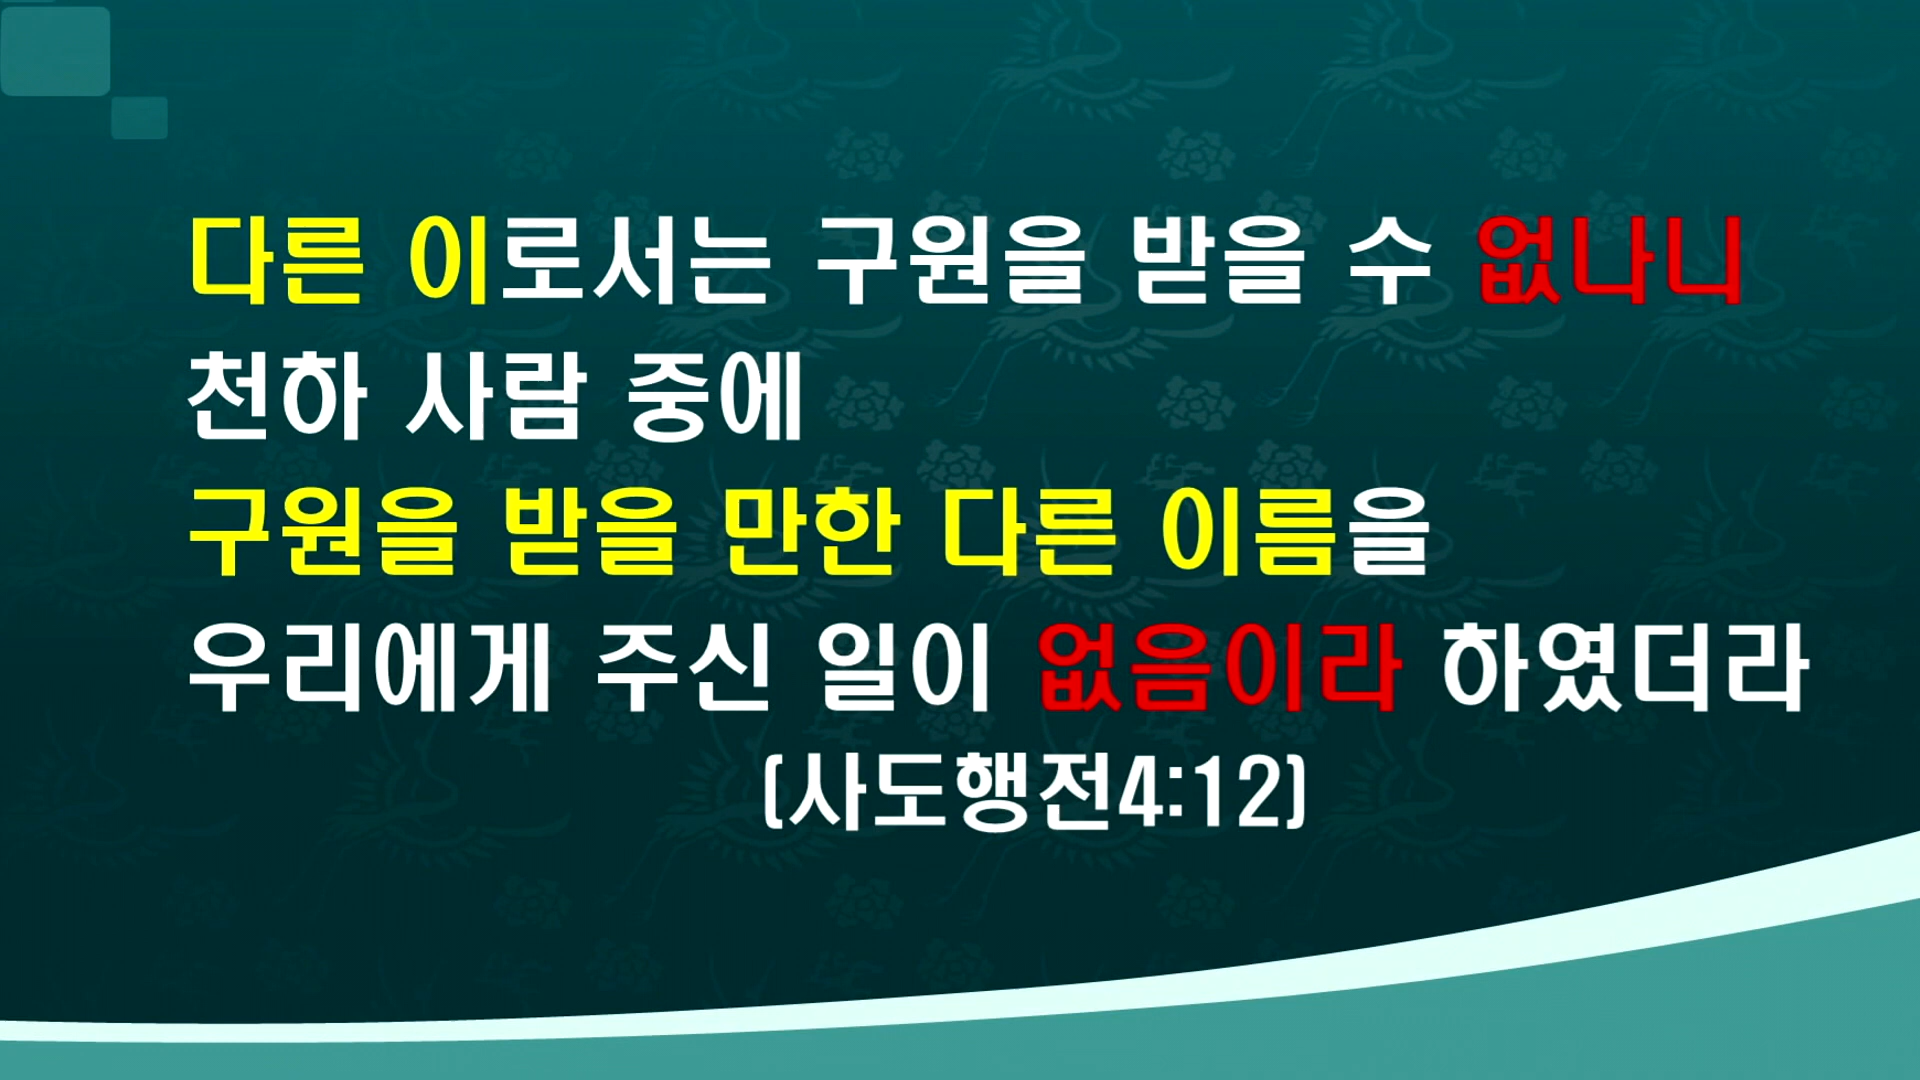 다른 이로서는 구원을 받을 수 없나니
천하 사람 중에
구원을 받을 만한 다른 이름을
우리에게 주신 일이 없음이라 하였더라
(사도행전4:12)